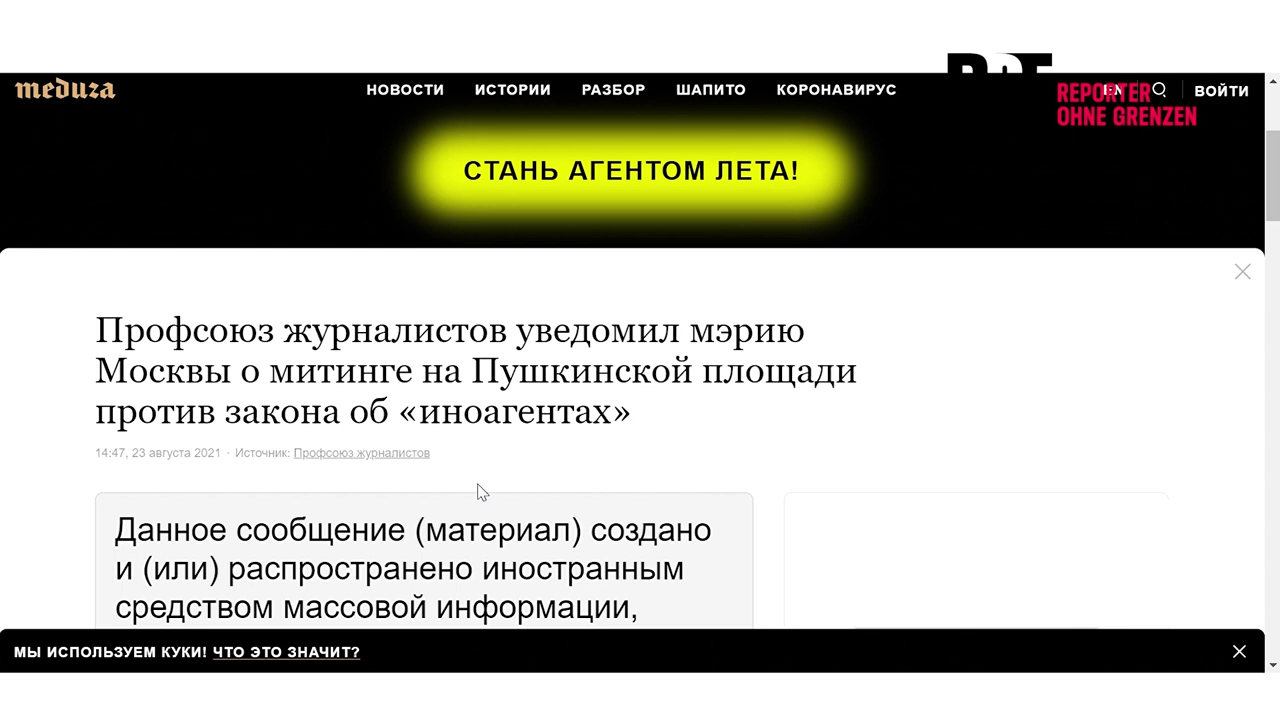 meduza
НОВОСТИ ИСТОРИИ РАЗБОР ШАПИТО КОРОНАВИРУС
EN
ВОЙТИ
REPORTER
OHNE GRENZEN
СТАНЬ АГЕНТОМ ЛЕТА!
Профсоюз журналистов уведомил мэрию
Москвы о митинге на Пушкинской площади
против закона об «иноагентах»
14:47, 23 августа 2021 · Источник: Профсоюз журналистов
Данное сообщение (материал) создано
и (или) распространено иностранным
средством массовой информации,
МЫ ИСПОЛЬЗУЕМ КУКИ! ЧТО ЭТО ЗНАЧИТ?